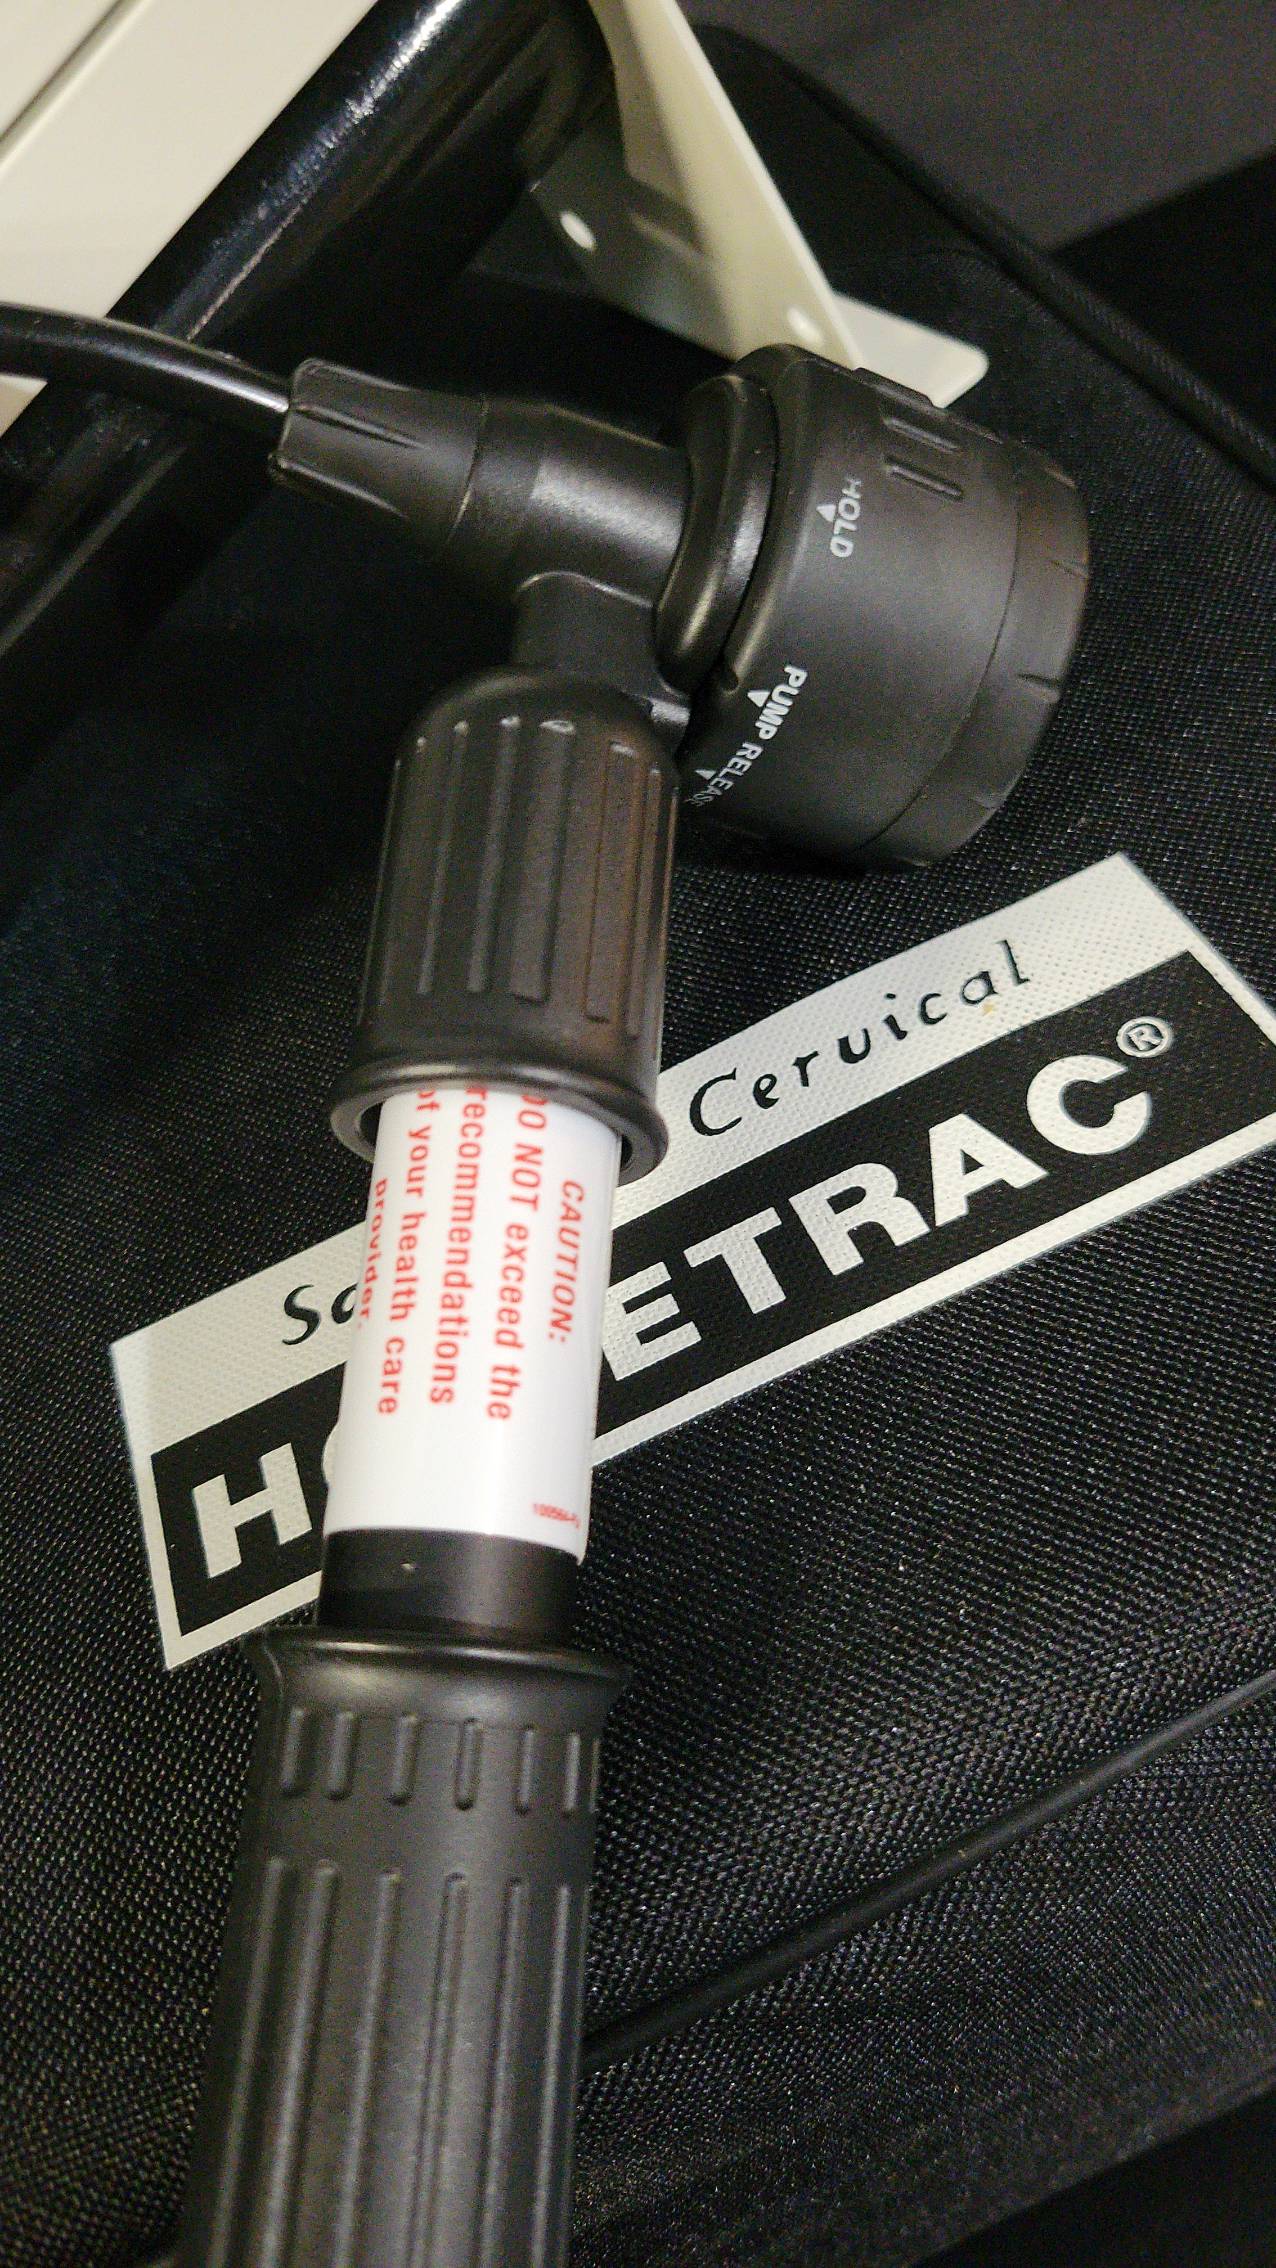 HOLD
PUMP
RELEASE
Cervical
H ETRAC®
CAUTION:
DO NOT exceed the
recommendations
of your health care
provider.